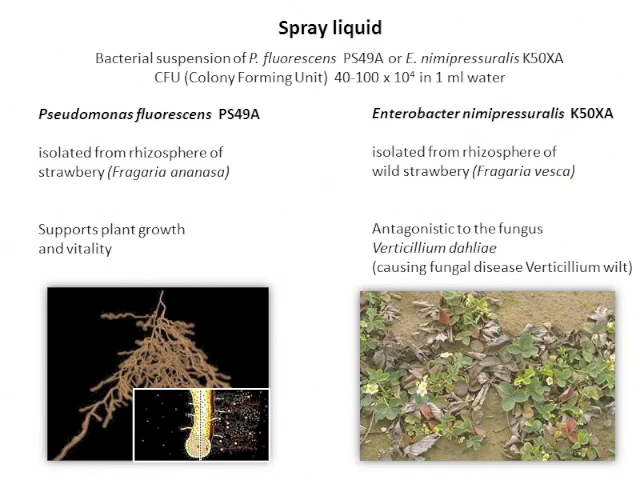 Spray liquid
Bacterial suspension of P. fluorescens PS49A or E. nimipressuralis K50XA
CFU (Colony Forming Unit) 40-100 x 10⁴ in 1 ml water
Pseudomonas fluorescens PS49A
isolated from rhizosphere of
strawbery (Fragaria ananasa)
Supports plant growth
and vitality
Enterobacter nimipressuralis K50XA
isolated from rhizosphere of
wild strawbery (Fragaria vesca)
Antagonistic to the fungus
Verticillium dahliae
(causing fungal disease Verticillium wilt)